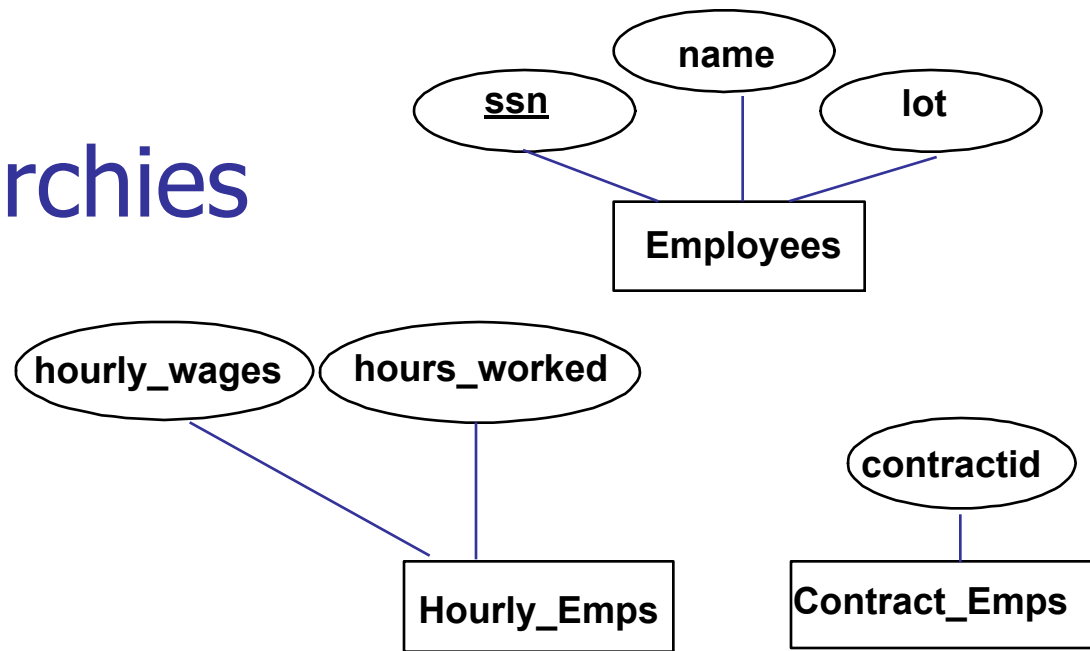 name
ssn
lot
rchies
Employees
hourly_wages
hours_worked
contractid
Hourly_Emps
Contract_Emps